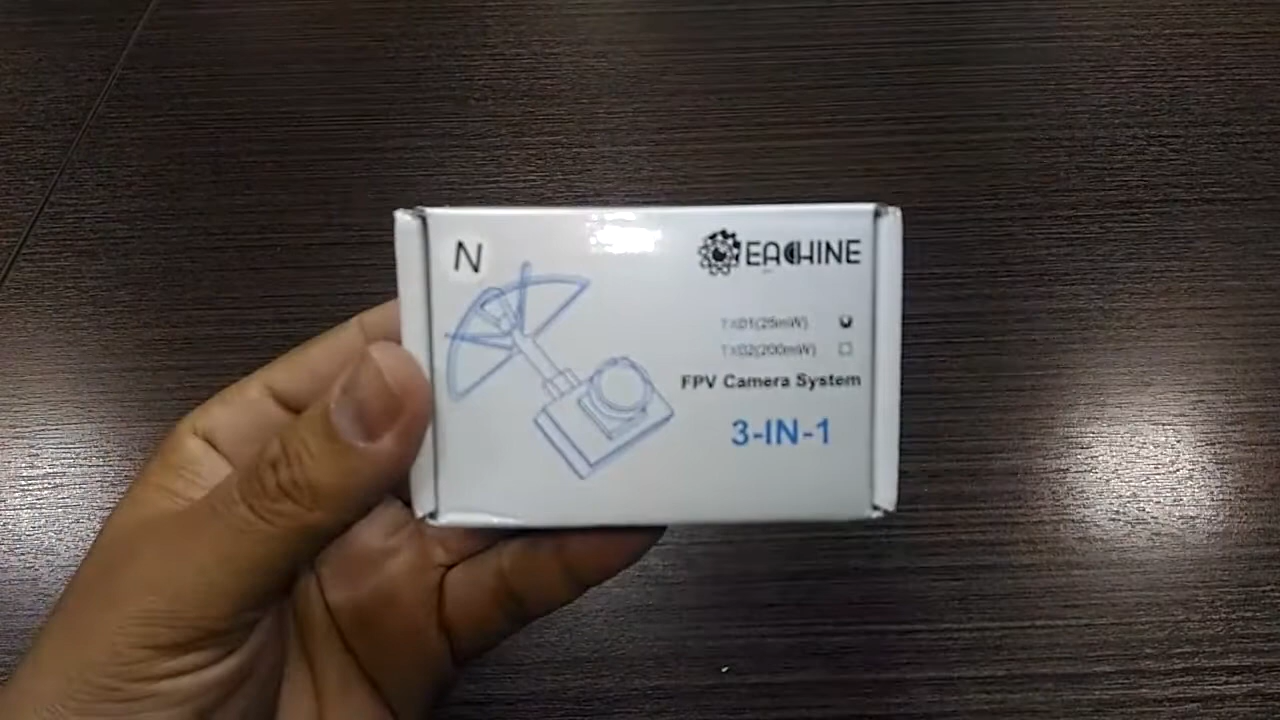 N
EACHINE
TX01(25mW)
TX02(200mW)
FPV Camera System
3-IN-1